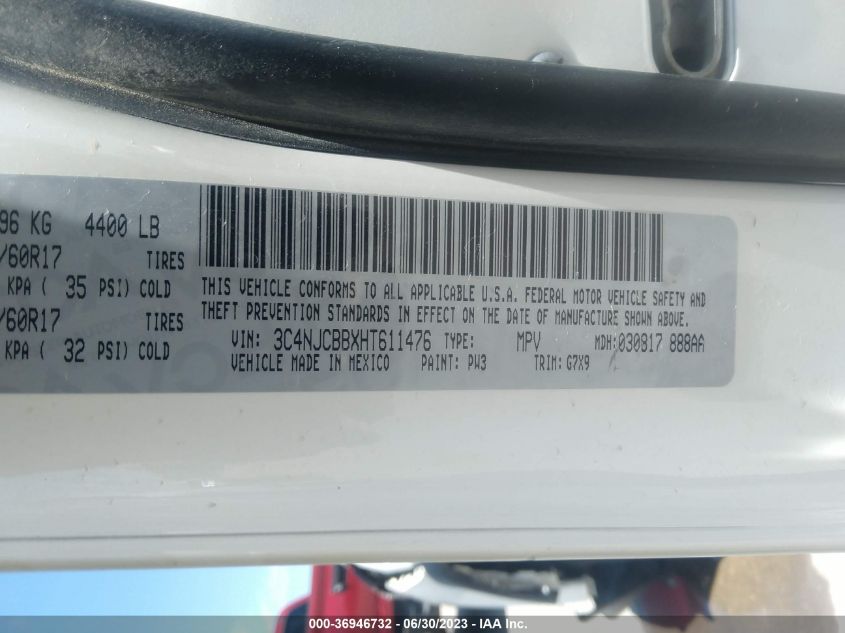 96 KG 4400 LB
/60R17 TIRES
KPA ( 35 PSI) COLD
/60R17 TIRES
KPA ( 32 PSI) COLD
THIS VEHICLE CONFORMS TO ALL APPLICABLE U.S.A. FEDERAL MOTOR VEHICLE SAFETY AND
THEFT PREVENTION STANDARDS IN EFFECT ON THE DATE OF MANUFACTURE SHOWN ABOVE.
VIN: 3C4NJCBBXHT611476 TYPE: MPV MDH:030817 888AA
VEHICLE MADE IN MEXICO PAINT: PW3 TRIM: G7X9
000-36946732 - 06/30/2023 - IAA Inc.